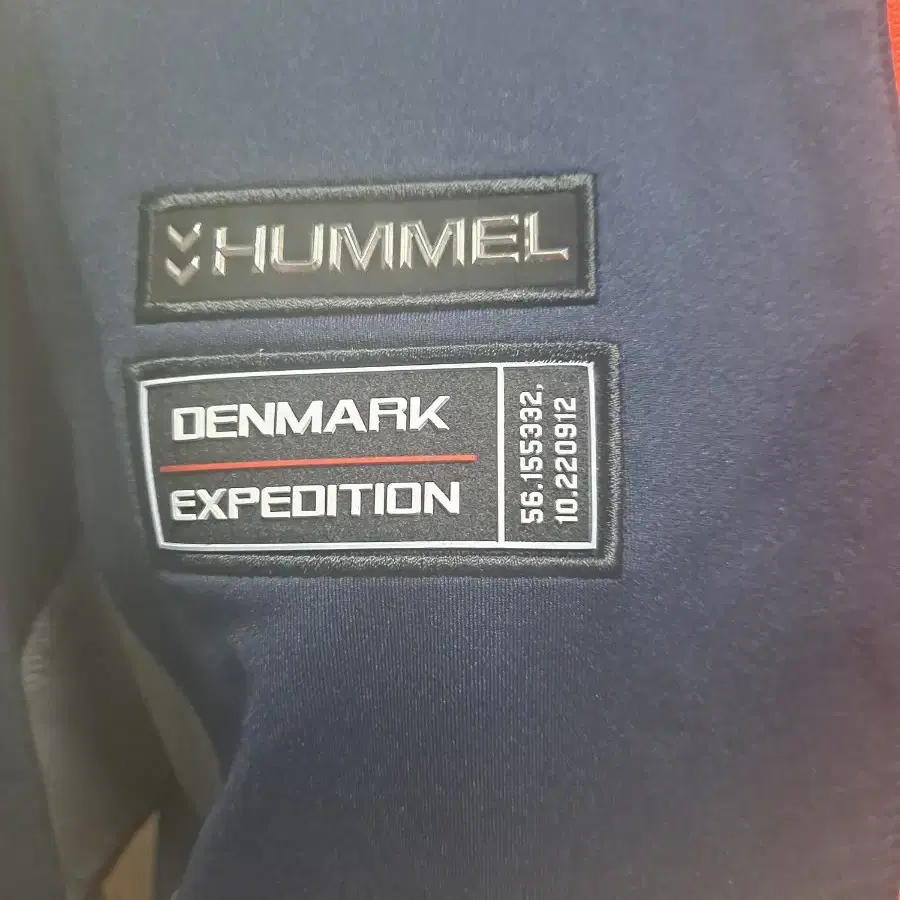 HUMMEL
DENMARK
EXPEDITION
56.155332,
10.220912